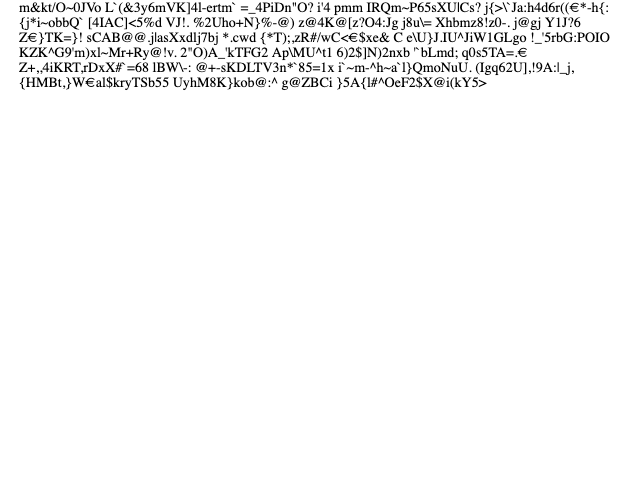 m&kt/O~0JVo L`(&3y6mVK]4l-ertm` =_4PiDn"O? i'4 pmm IRQm~P65sXU|Cs? j{>\`Ja:h4d6r((€*-h{:
{j*i~obbQ` [4IAC]<5%d VJ!. %2Uho+N}%-@) z@4K@[z?O4:Jg j8u\= Xhbmz8!z0-. j@gj Y1J?6
Z€}TK=}! sCAB@@.j|asXxdlj7bj *.cwd {*T);,zR#/wC<€$xe& C e\U}J.IU^JiW1GLgo !_'5rbG:POIO
KZK^G9'm)xl~Mr+Ry@!v. 2"O)A_'kTFG2 Ap\MU^t1 6)2$]N)2nxb '`bLmd; q0s5TA=.€
Z+,,4iKRT,rDxX#`=68 lBW\-: @+-sKDLTV3n*`85=1x i`~m-^h~a`l}QmoNuU. (Igq62U],!9A:|_j,
{HMBt,}W€al$kryTSb55 UyhM8K}kob@:^ g@ZBCi }5A{l#^OeF2$X@i(kY5>